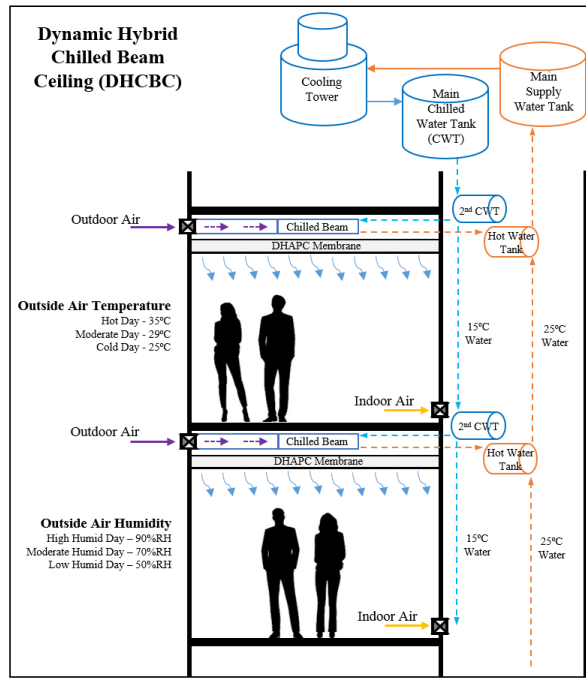 Dynamic Hybrid
Chilled Beam
Ceiling (DHCBC)
Cooling
Tower
Main
Chilled
Water Tank
(CWT)
Main
Supply
Water Tank
Outdoor Air
Chilled Beam
2nd CWT
Hot Water
Tank
DHAPC Membrane
Outside Air Temperature
Hot Day - 35ºC
Moderate Day - 29ºC
Cold Day - 25ºC
15ºC
Water
25ºC
Water
Indoor Air
Outdoor Air
Chilled Beam
2nd CWT
Hot Water
Tank
DHAPC Membrane
Outside Air Humidity
High Humid Day – 90%RH
Moderate Humid Day – 70%RH
Low Humid Day – 50%RH
15ºC
Water
25ºC
Water
Indoor Air